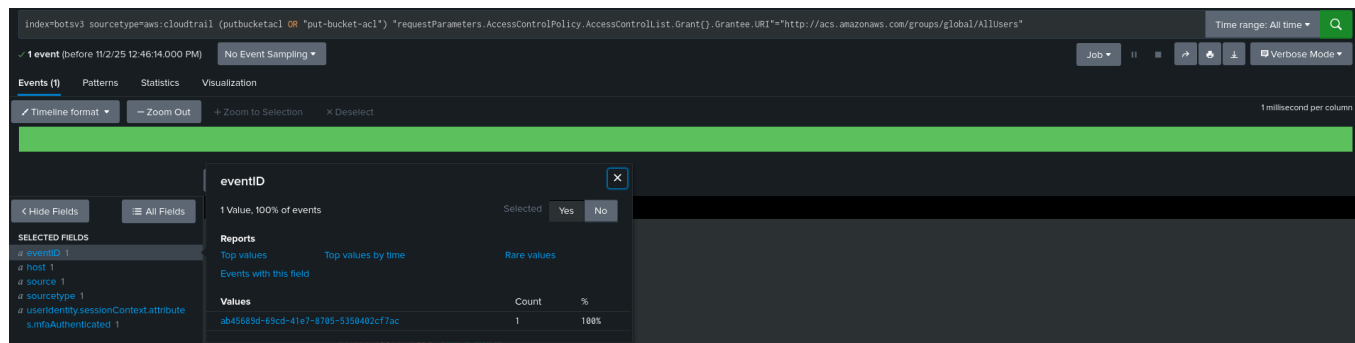 index=botsv3 sourcetype=aws:cloudtrail (putbucketacl OR "put-bucket-acl") "requestParameters.AccessControlPolicy.AccessControlList.Grant{}.Grantee.URI"="http://acs.amazonaws.com/groups/global/AllUsers"
Time range: All time
✓ 1 event (before 11/2/25 12:46:14.000 PM)
No Event Sampling
Job
Verbose Mode
Events (1)
Patterns
Statistics
Visualization
Timeline format
— Zoom Out
+ Zoom to Selection
× Deselect
1 millisecond per column
eventID
< Hide Fields
All Fields
1 Value, 100% of events
Selected
Yes
No
SELECTED FIELDS
a eventID 1
a host 1
a source 1
a sourcetype 1
a userIdentity.sessionContext.attribute
s.mfaAuthenticated 1
Reports
Top values
Top values by time
Rare values
Events with this field
Values
Count
%
ab45689d-69cd-41e7-8705-5350402cf7ac
1
100%